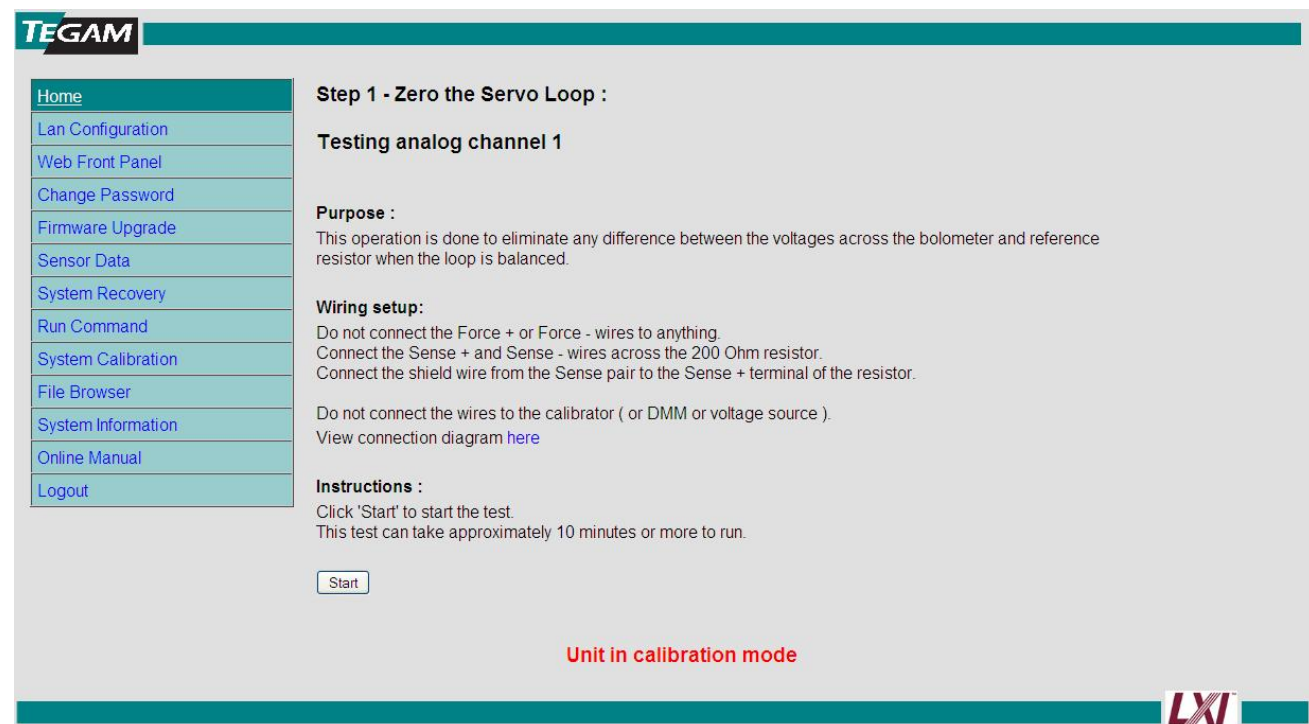 TEGAM
Home
Lan Configuration
Web Front Panel
Change Password
Firmware Upgrade
Sensor Data
System Recovery
Run Command
System Calibration
File Browser
System Information
Online Manual
Logout
Step 1 - Zero the Servo Loop :
Testing analog channel 1
Purpose :
This operation is done to eliminate any difference between the voltages across the bolometer and reference
resistor when the loop is balanced.
Wiring setup:
Do not connect the Force + or Force - wires to anything.
Connect the Sense + and Sense - wires across the 200 Ohm resistor.
Connect the shield wire from the Sense pair to the Sense + terminal of the resistor.
Do not connect the wires to the calibrator ( or DMM or voltage source ).
View connection diagram here
Instructions :
Click 'Start' to start the test.
This test can take approximately 10 minutes or more to run.
Start
Unit in calibration mode
LXI